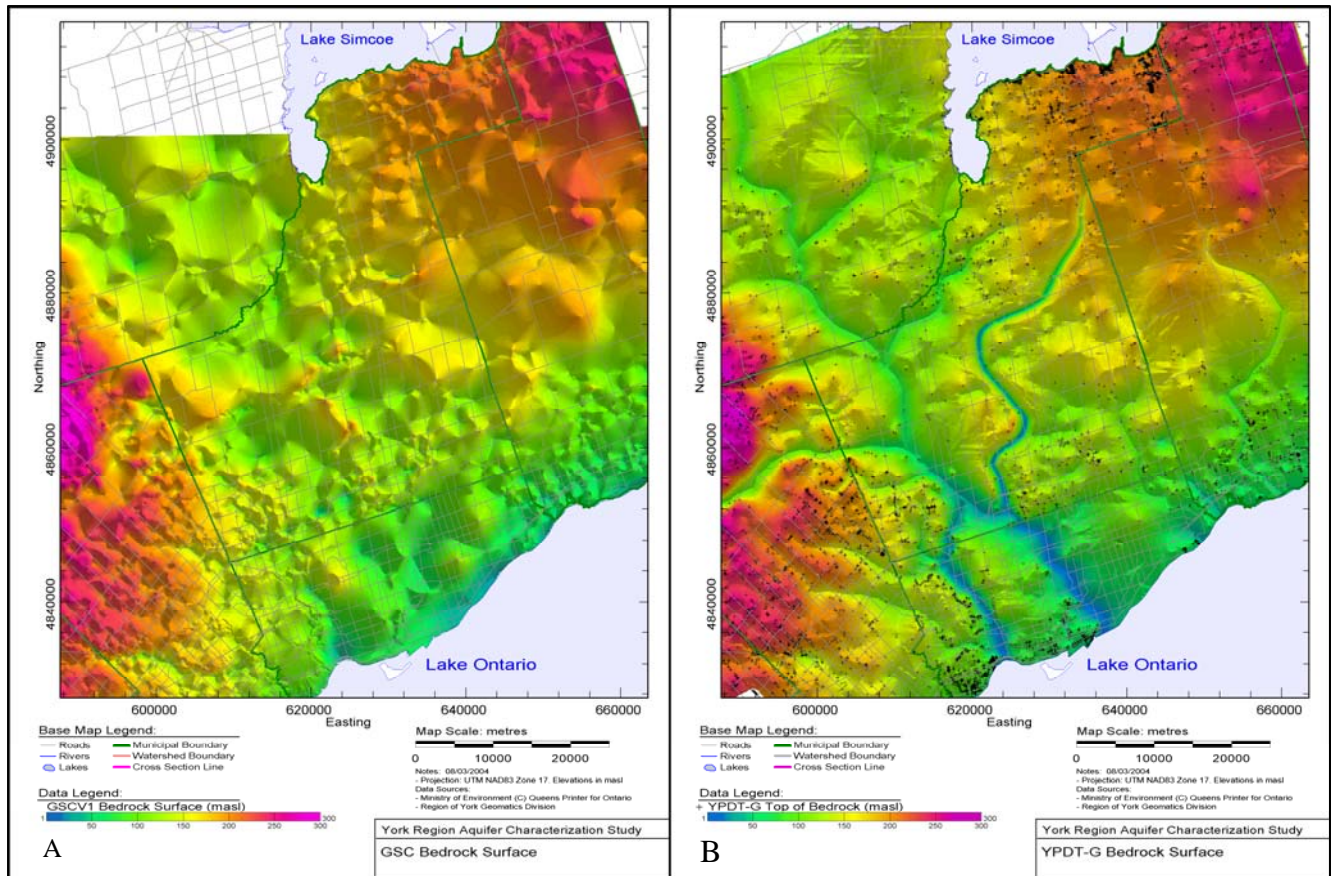 Lake Simcoe
4900000
4880000
Northing
4860000
4840000
Lake Ontario
600000 620000 640000 660000
Easting
Base Map Legend:
Roads Municipal Boundary
Rivers Watershed Boundary
Lakes Cross Section Line
Map Scale: metres
0 10000 20000
Notes: 08/03/2004
- Projection: UTM NAD83 Zone 17. Elevations in masl
Data Sources:
- Ministry of Environment (C) Queens Printer for Ontario
- Region of York Geomatics Division
Data Legend:
GSCV1 Bedrock Surface (masl)
1 50 100 150 200 250 300
A
York Region Aquifer Characterization Study
GSC Bedrock Surface
Lake Simcoe
4900000
4880000
Northing
4860000
4840000
Lake Ontario
600000 620000 640000 660000
Easting
Base Map Legend:
Roads Municipal Boundary
Rivers Watershed Boundary
Lakes Cross Section Line
Map Scale: metres
0 10000 20000
Notes: 08/03/2004
- Projection: UTM NAD83 Zone 17. Elevations in masl
Data Sources:
- Ministry of Environment (C) Queens Printer for Ontario
- Region of York Geomatics Division
Data Legend:
+ YPDT-G Top of Bedrock (masl)
1 50 100 150 200 250 300
B
York Region Aquifer Characterization Study
YPDT-G Bedrock Surface